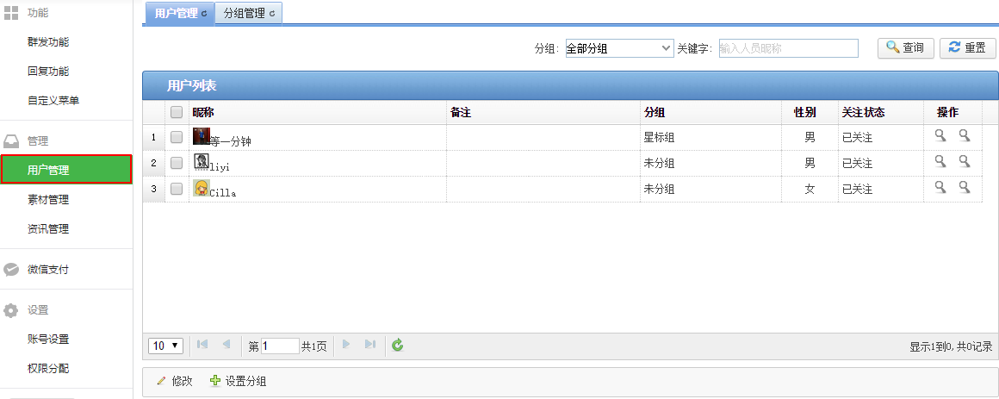 功能
群发功能
回复功能
自定义菜单
管理
用户管理
素材管理
资讯管理
微信支付
设置
账号设置
权限分配
用户管理 分组管理
分组: 全部分组 关键字: 输入人员昵称 查询 重置
用户列表
昵称 备注 分组 性别 关注状态 操作
1 等一分钟 星标组 男 已关注
2 liyi 未分组 男 已关注
3 Cilla 未分组 女 已关注
10 第 1 共1页 显示1到0, 共0记录
修改 设置分组